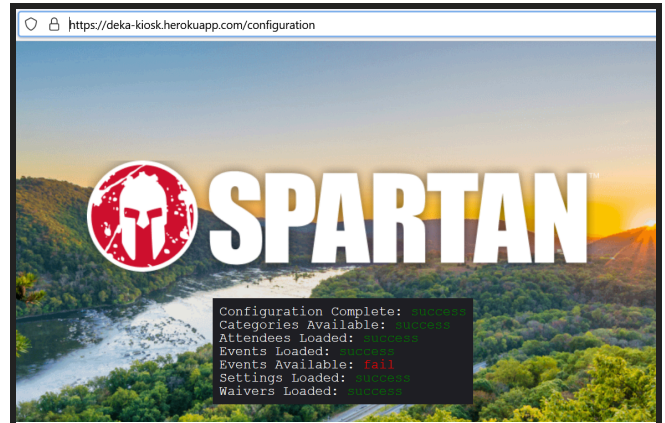 https://deka-kiosk.herokuapp.com/configuration
SPARTAN™
Configuration Complete: success
Categories Available: success
Attendees Loaded: success
Events Loaded: success
Events Available: fail
Settings Loaded: success
Waivers Loaded: success